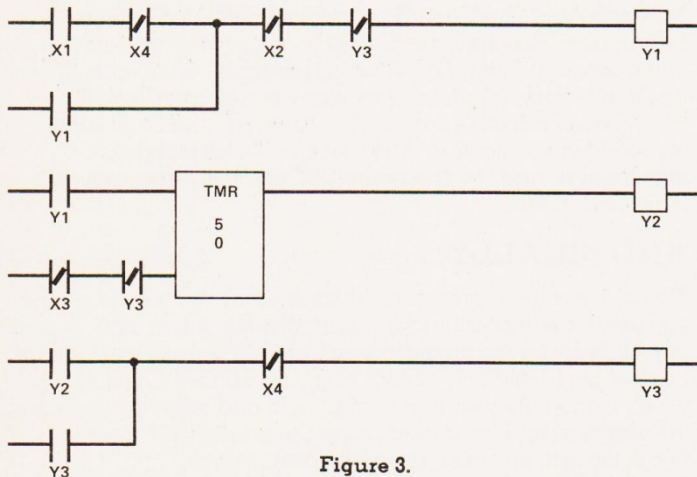 X1 X4 X2 Y3 Y1
Y1
Y1 TMR Y2
5
0
X3 Y3
Y2 X4 Y3
Y3
Figure 3.